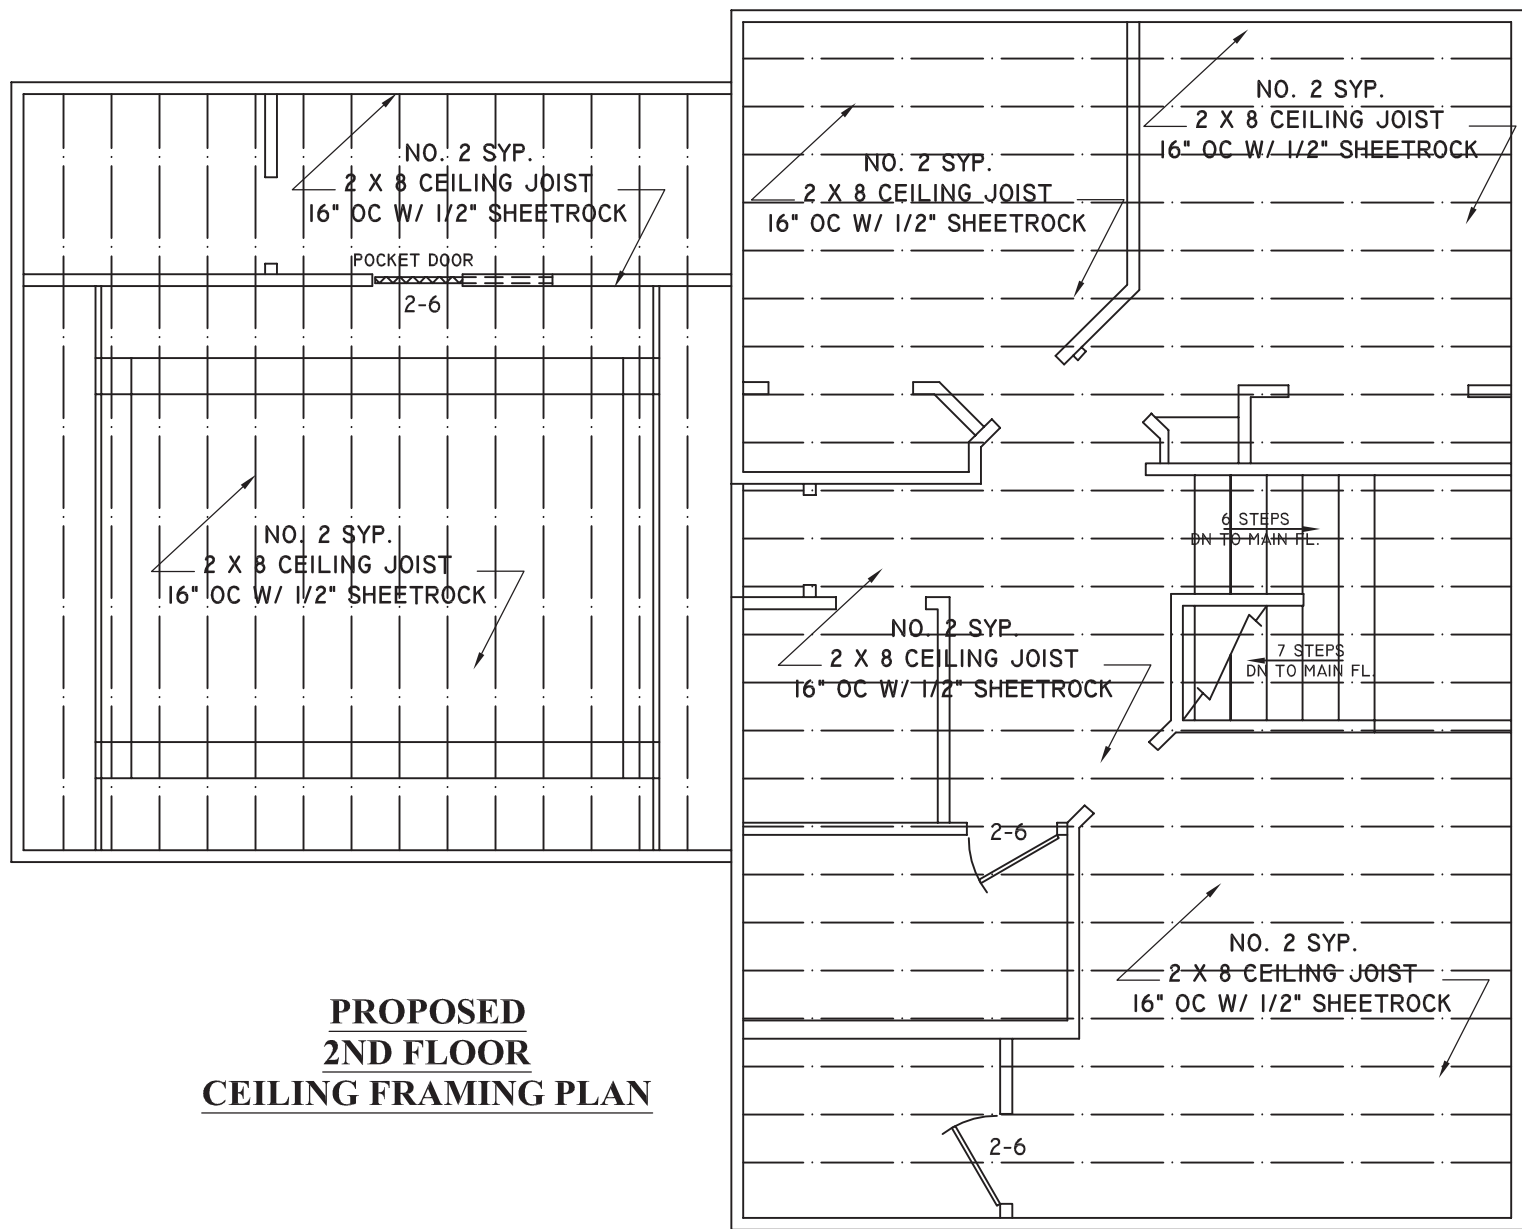 NO. 2 SYP.
2 X 8 CEILING JOIST
16" OC W/ 1/2" SHEETROCK
NO. 2 SYP.
2 X 8 CEILING JOIST
16" OC W/ 1/2" SHEETROCK
NO. 2 SYP.
2 X 8 CEILING JOIST
16" OC W/ 1/2" SHEETROCK
POCKET DOOR
2-6
NO. 2 SYP.
2 X 8 CEILING JOIST
16" OC W/ 1/2" SHEETROCK
6 STEPS
DN TO MAIN FL.
NO. 2 SYP.
2 X 8 CEILING JOIST
16" OC W/ 1/2" SHEETROCK
7 STEPS
DN TO MAIN FL.
2-6
NO. 2 SYP.
2 X 8 CEILING JOIST
16" OC W/ 1/2" SHEETROCK
2-6
PROPOSED
2ND FLOOR
CEILING FRAMING PLAN